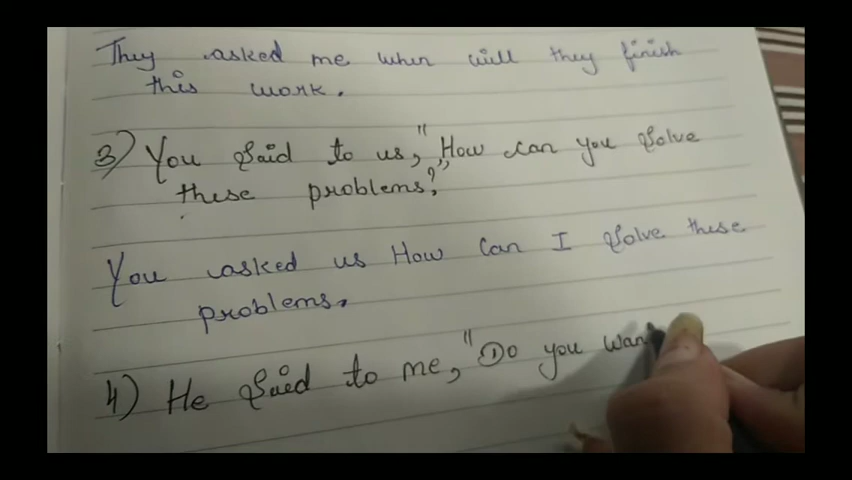 They asked me when will they finish
this work.
3) You said to us, "How can you solve
these problems?"
You asked us How can I solve these
problems.
4) He said to me, "Do you wan